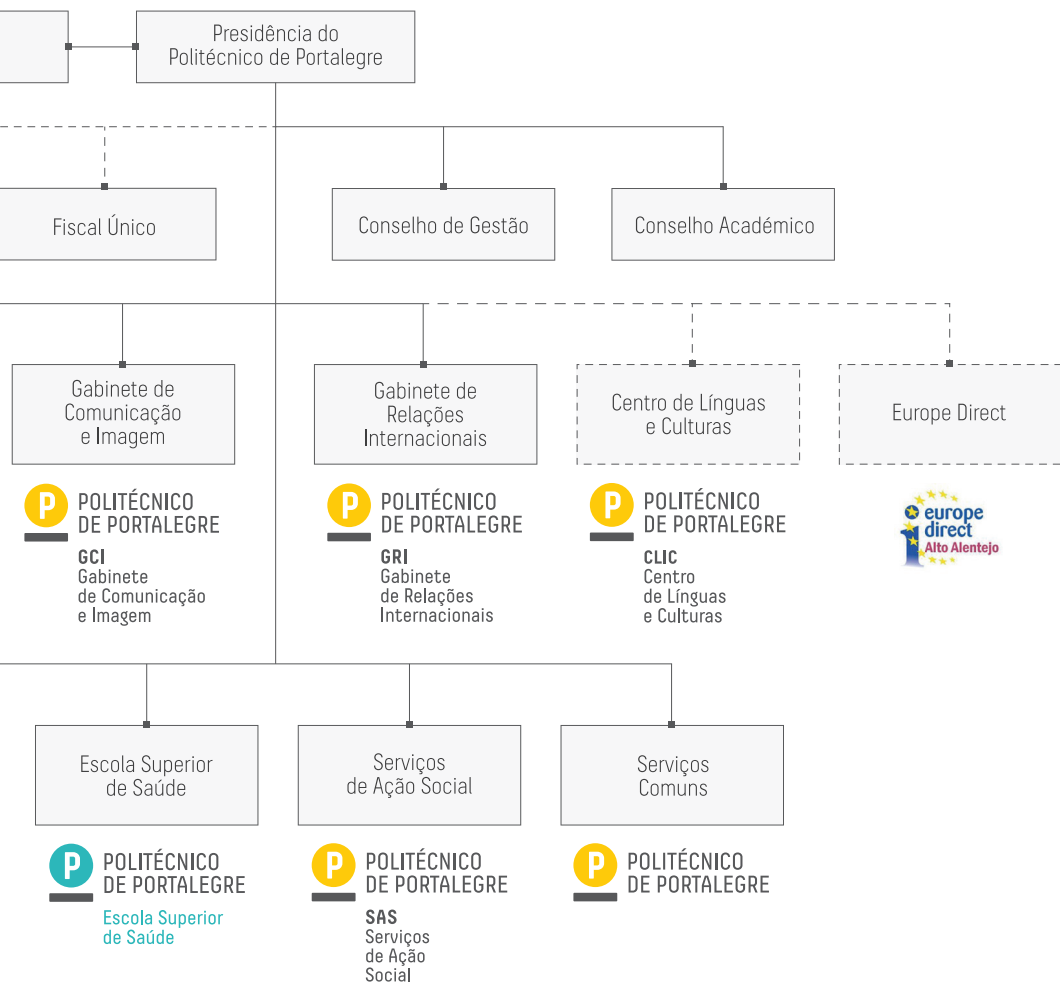 Presidência do
Politécnico de Portalegre
Fiscal Único
Conselho de Gestão
Conselho Académico
Gabinete de
Comunicação
e Imagem
Gabinete de
Relações
Internacionais
Centro de Línguas
e Culturas
Europe Direct
P
POLITÉCNICO
DE PORTALEGRE
GCI
Gabinete
de Comunicação
e Imagem
P
POLITÉCNICO
DE PORTALEGRE
GRI
Gabinete
de Relações
Internacionais
P
POLITÉCNICO
DE PORTALEGRE
CLIC
Centro
de Línguas
e Culturas
europe
direct
Alto Alentejo
Escola Superior
de Saúde
Serviços
de Ação Social
Serviços
Comuns
P
POLITÉCNICO
DE PORTALEGRE
Escola Superior
de Saúde
P
POLITÉCNICO
DE PORTALEGRE
SAS
Serviços
de Ação
Social
P
POLITÉCNICO
DE PORTALEGRE